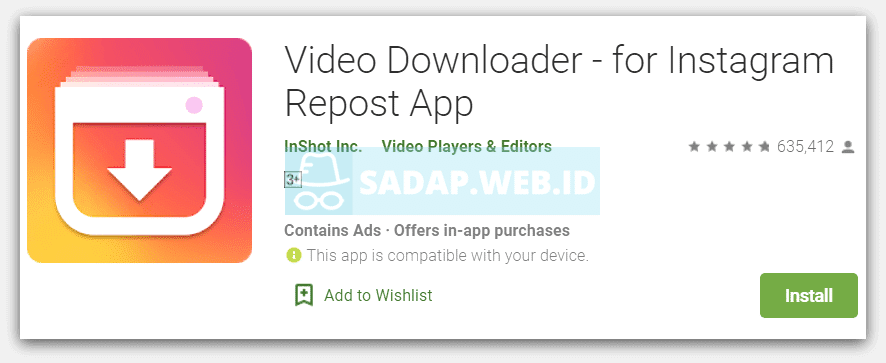 Video Downloader - for Instagram
Repost App
InShot Inc. Video Players & Editors 635,412
3+
SADAP.WEB.ID
Contains Ads · Offers in-app purchases
This app is compatible with your device.
Add to Wishlist
Install